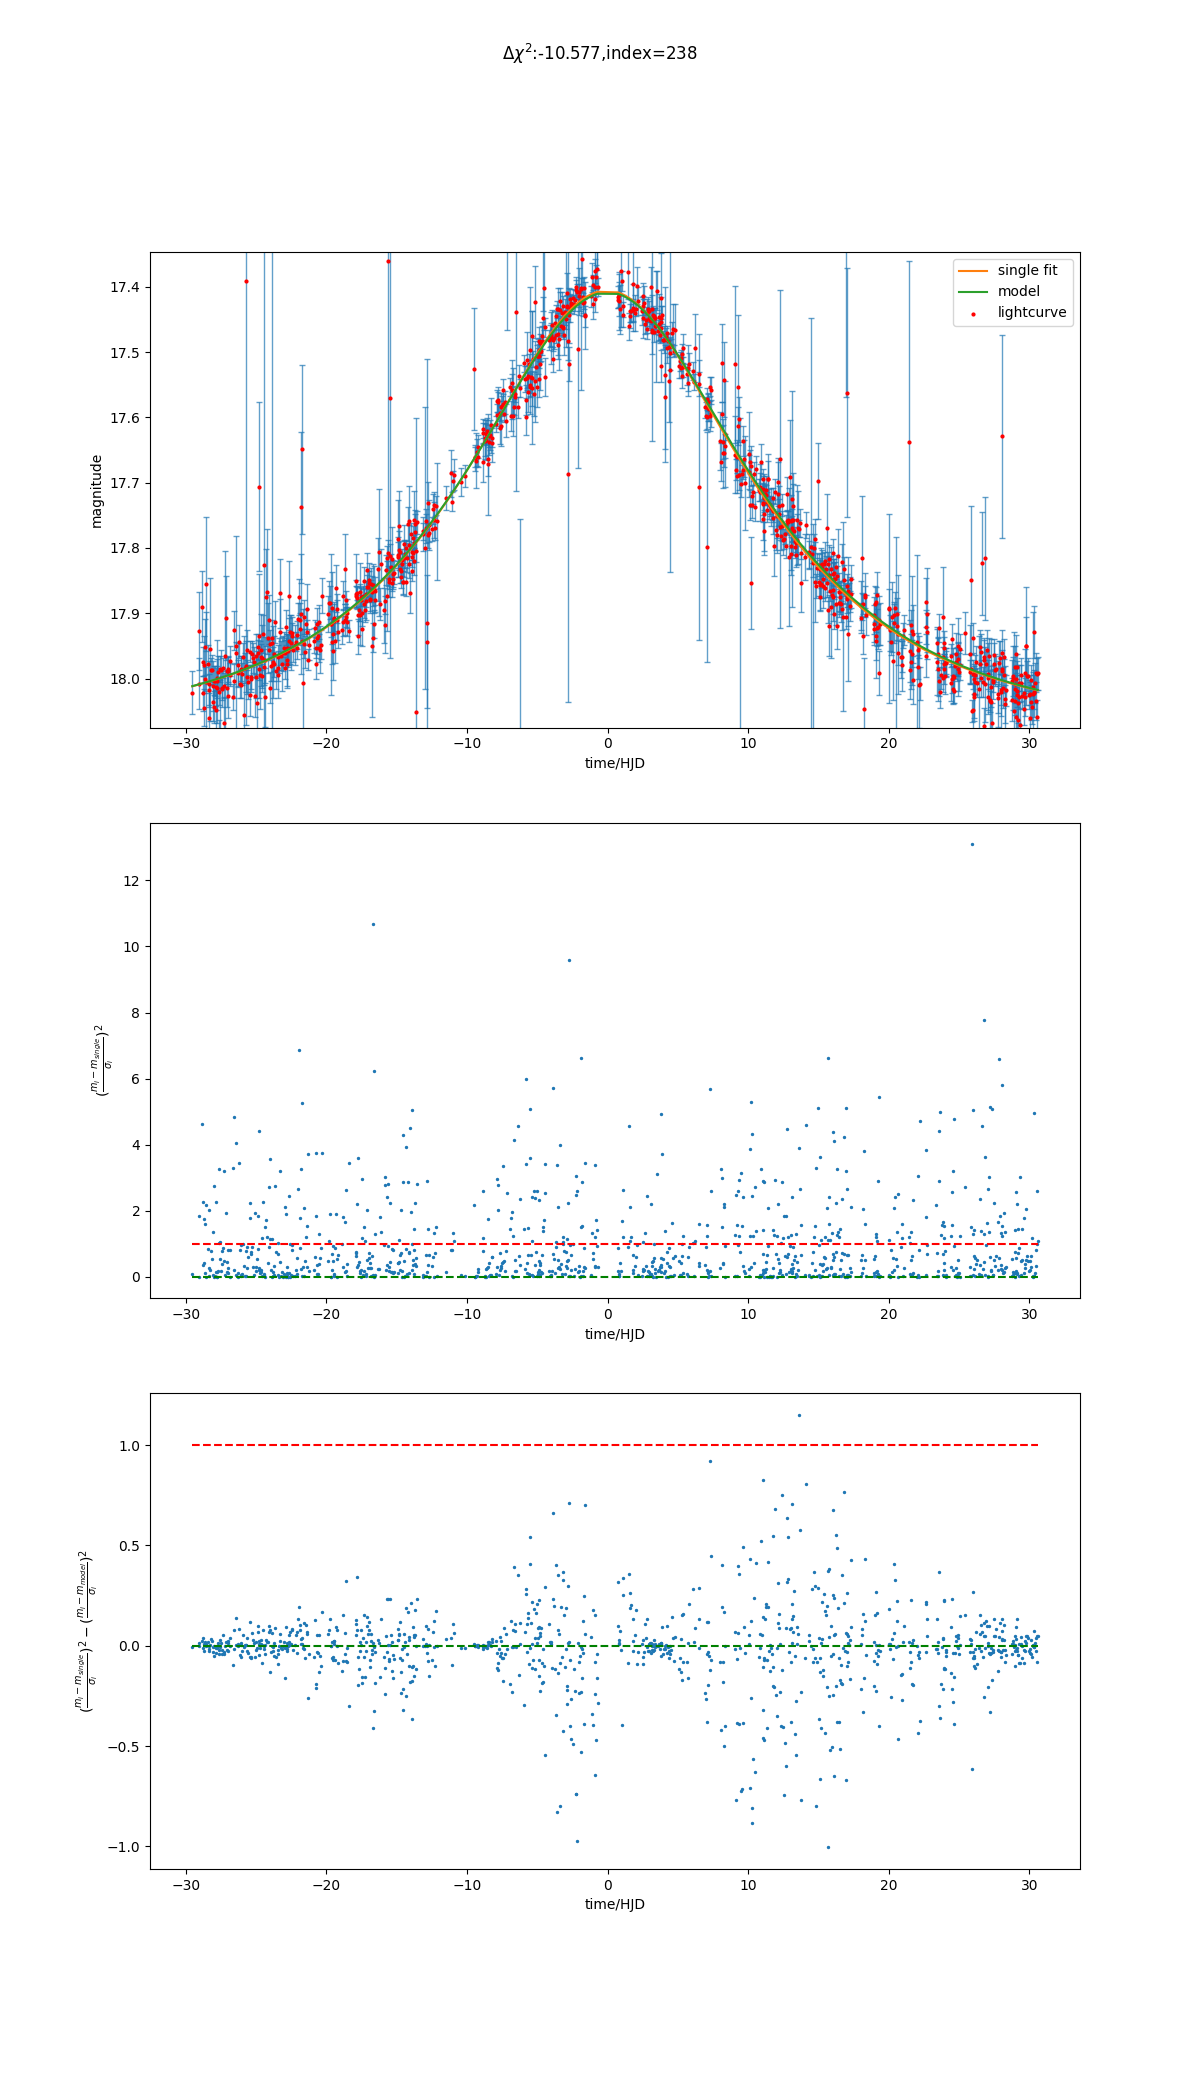 Δχ²:-10.577,index=238
17.4
17.5
17.6
17.7
17.8
17.9
18.0
magnitude
single fit
model
lightcurve
−30 −20 −10 0 10 20 30
time/HJD
12
10
8
6
4
2
0
((m_i − m_single)/σ_i)²
−30 −20 −10 0 10 20 30
time/HJD
1.0
0.5
0.0
−0.5
−1.0
((m_i − m_single)/σ_i)² − ((m_i − m_model)/σ_i)²
−30 −20 −10 0 10 20 30
time/HJD